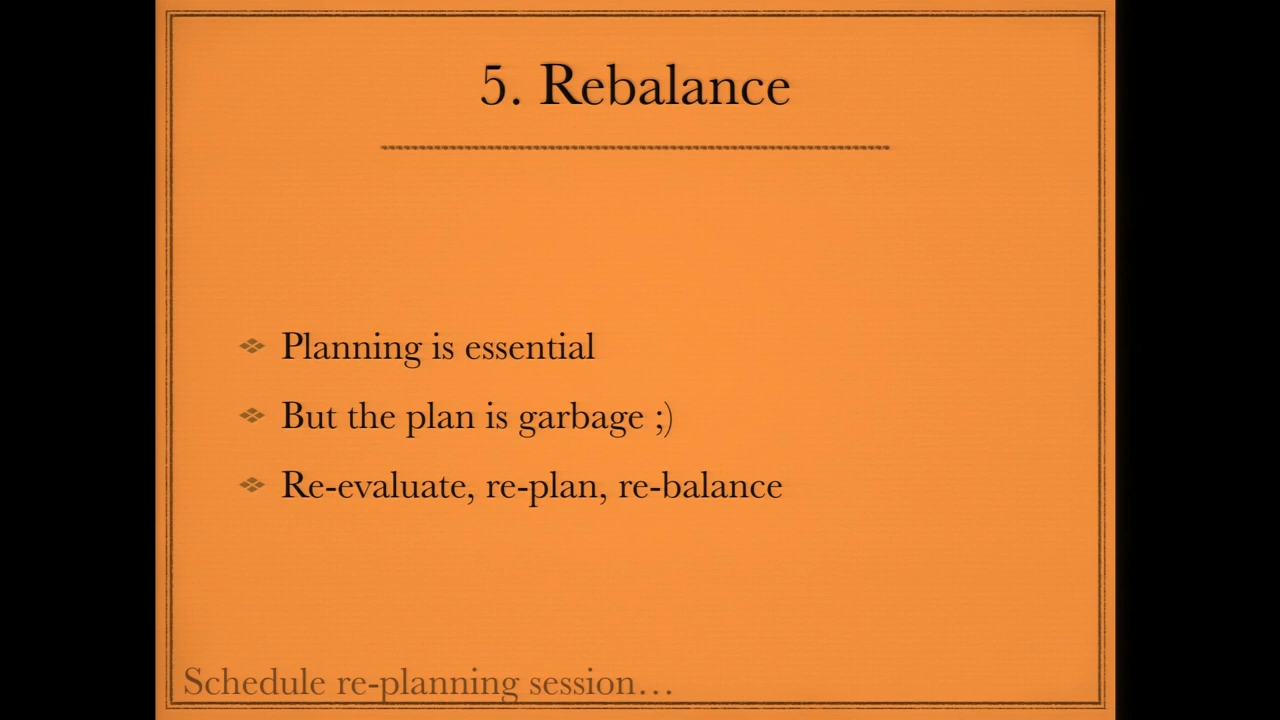 5. Rebalance
Planning is essential
But the plan is garbage ;)
Re-evaluate, re-plan, re-balance
Schedule re-planning session…